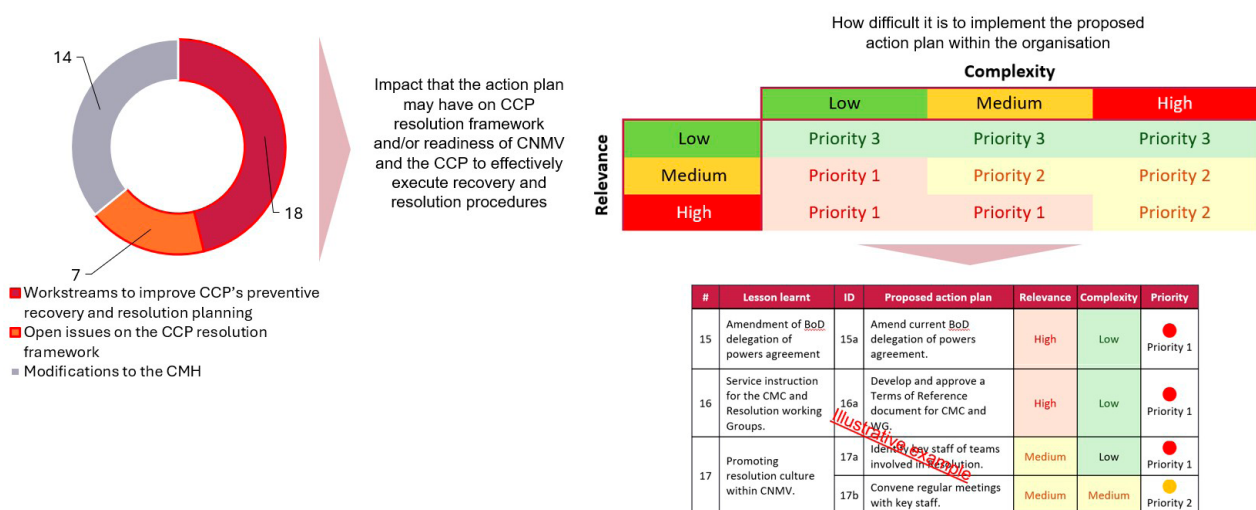 14
18
7
Workstreams to improve CCP's preventive
recovery and resolution planning
Open issues on the CCP resolution
framework
Modifications to the CMH
Impact that the action plan
may have on CCP
resolution framework
and/or readiness of CNMV
and the CCP to effectively
execute recovery and
resolution procedures
How difficult it is to implement the proposed
action plan within the organisation
Complexity
Low Medium High
Relevance
Low Priority 3 Priority 3 Priority 3
Medium Priority 1 Priority 2 Priority 2
High Priority 1 Priority 1 Priority 2
# Lesson learnt ID Proposed action plan Relevance Complexity Priority
15
Amendment of BoD
delegation of
powers agreement
15a
Amend current BoD
delegation of powers
agreement.
High
Low
Priority 1
16
Service instruction
for the CMC and
Resolution working
Groups.
16a
Develop and approve a
Terms of Reference
document for CMC and
WG.
High
Low
Priority 1
17
Promoting
resolution culture
within CNMV.
17a
Identify key staff of teams
involved in Resolution.
Medium
Low
Priority 1
17b
Convene regular meetings
with key staff.
Medium
Medium
Priority 2
Illustrative example